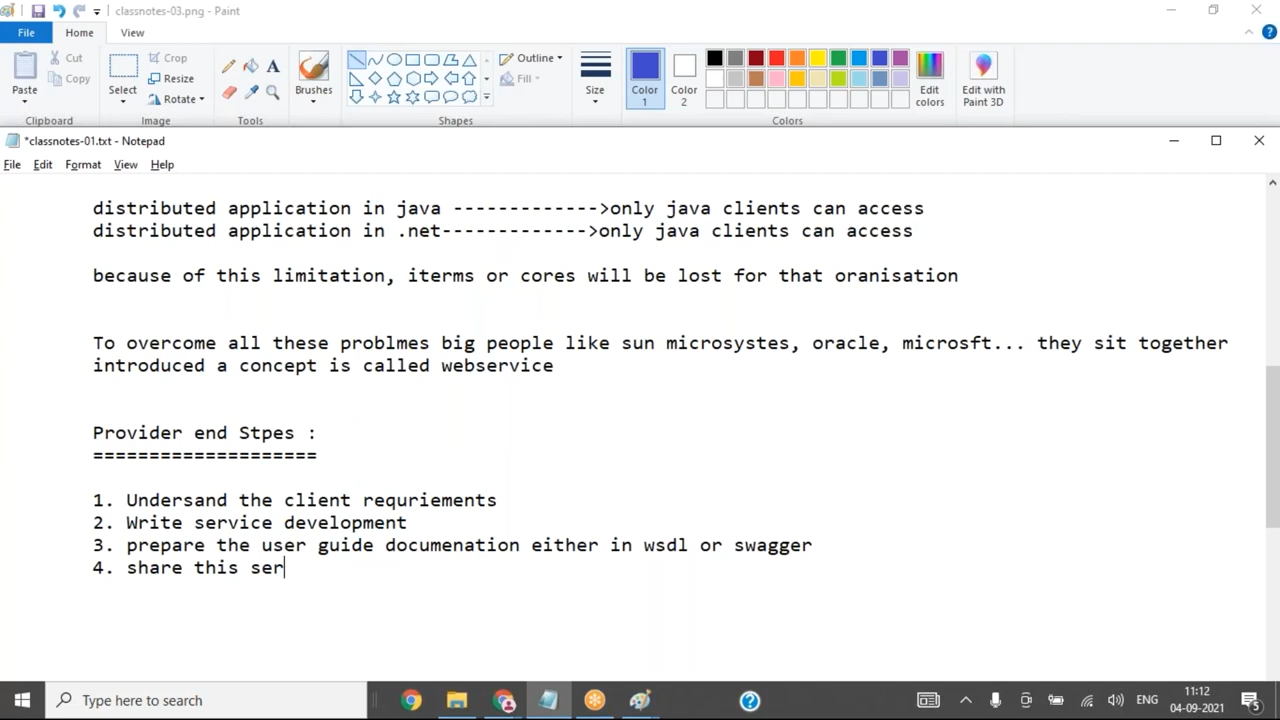 classnotes-03.png - Paint
File Home View
Paste Cut Copy Clipboard
Select Crop Resize Rotate Image
Tools
Brushes
Outline Fill Shapes
Size
Color 1
Color 2
Edit colors
Edit with Paint 3D
Colors
*classnotes-01.txt - Notepad
File Edit Format View Help
distributed application in java ------------->only java clients can access
distributed application in .net------------->only java clients can access
because of this limitation, iterms or cores will be lost for that oranisation
To overcome all these problmes big people like sun microsystes, oracle, microsft... they sit together
introduced a concept is called webservice
Provider end Stpes :
====================
1. Undersand the client requriements
2. Write service development
3. prepare the user guide documenation either in wsdl or swagger
4. share this ser
Type here to search
ENG
11:12
04-09-2021
5